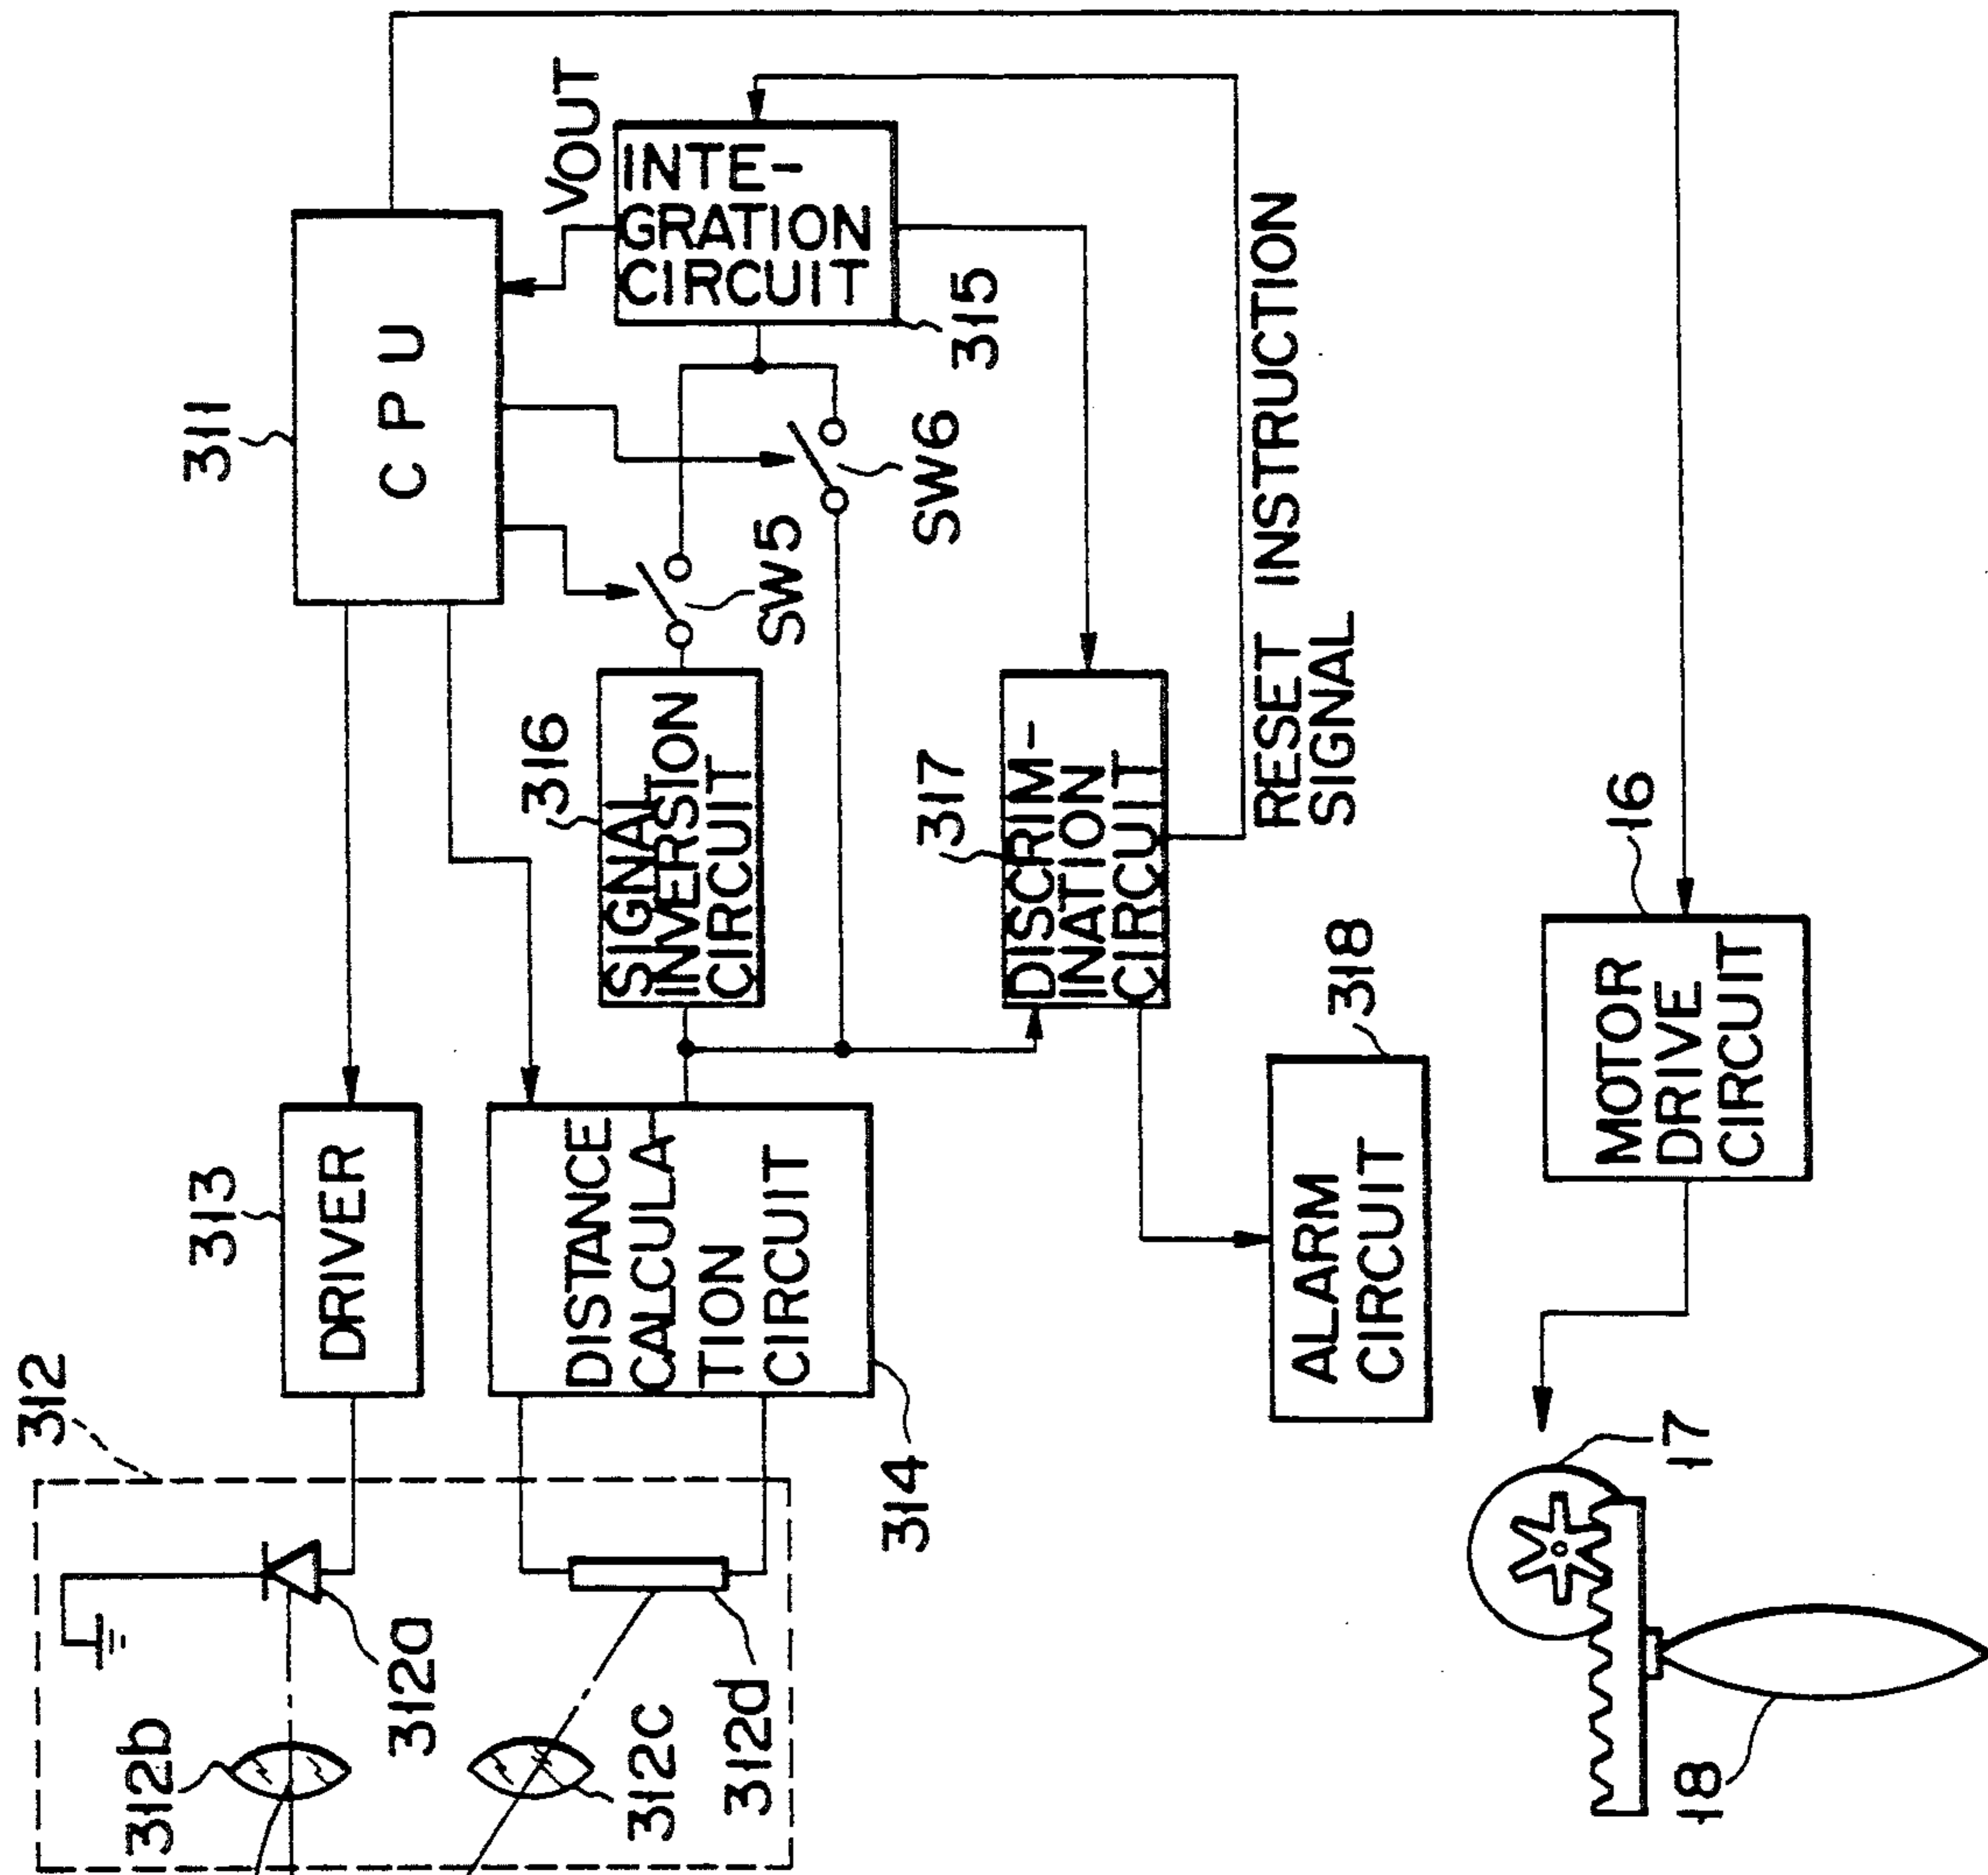 312
312b
312a
312c
312d
313
DRIVER
314
DISTANCE
CALCULA
TION
CIRCUIT
311
CPU
316
SIGNAL
INVERSION
CIRCUIT
SW5
SW6
VOUT
INTE-
GRATION
CIRCUIT
315
317
DISCRIM-
INATION
CIRCUIT
RESET INSTRUCTION
SIGNAL
318
ALARM
CIRCUIT
16
MOTOR
DRIVE
CIRCUIT
17
18